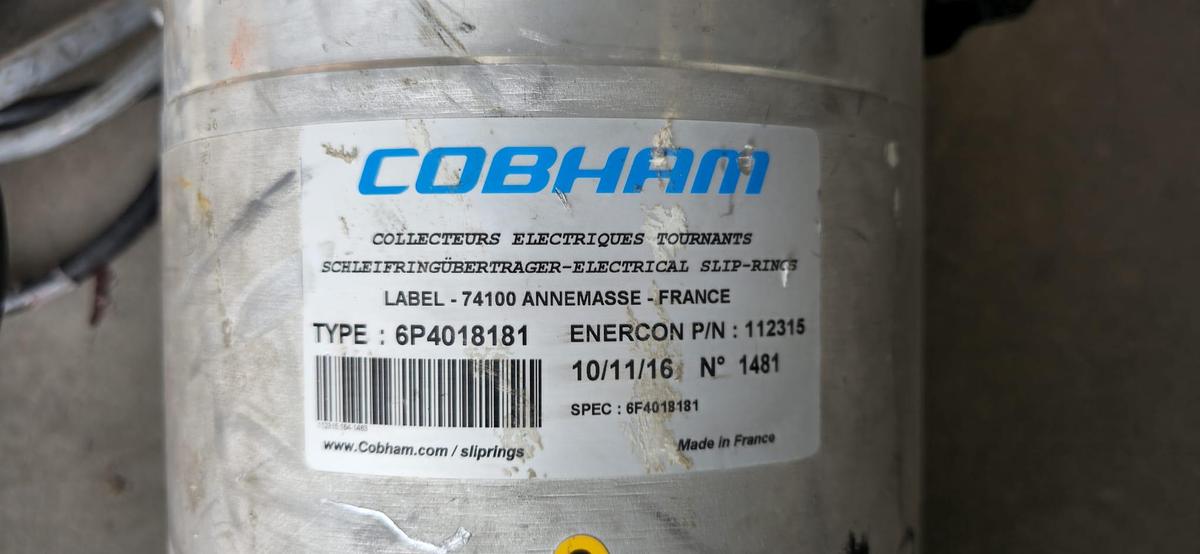 COBHAM
COLLECTEURS ELECTRIQUES TOURNANTS
SCHLEIFRINGÜBERTRAGER-ELECTRICAL SLIP-RINGS
LABEL - 74100 ANNEMASSE - FRANCE
TYPE : 6P4018181 ENERCON P/N : 112315
10/11/16 N° 1481
SPEC : 6F4018181
www.Cobham.com / sliprings
Made in France